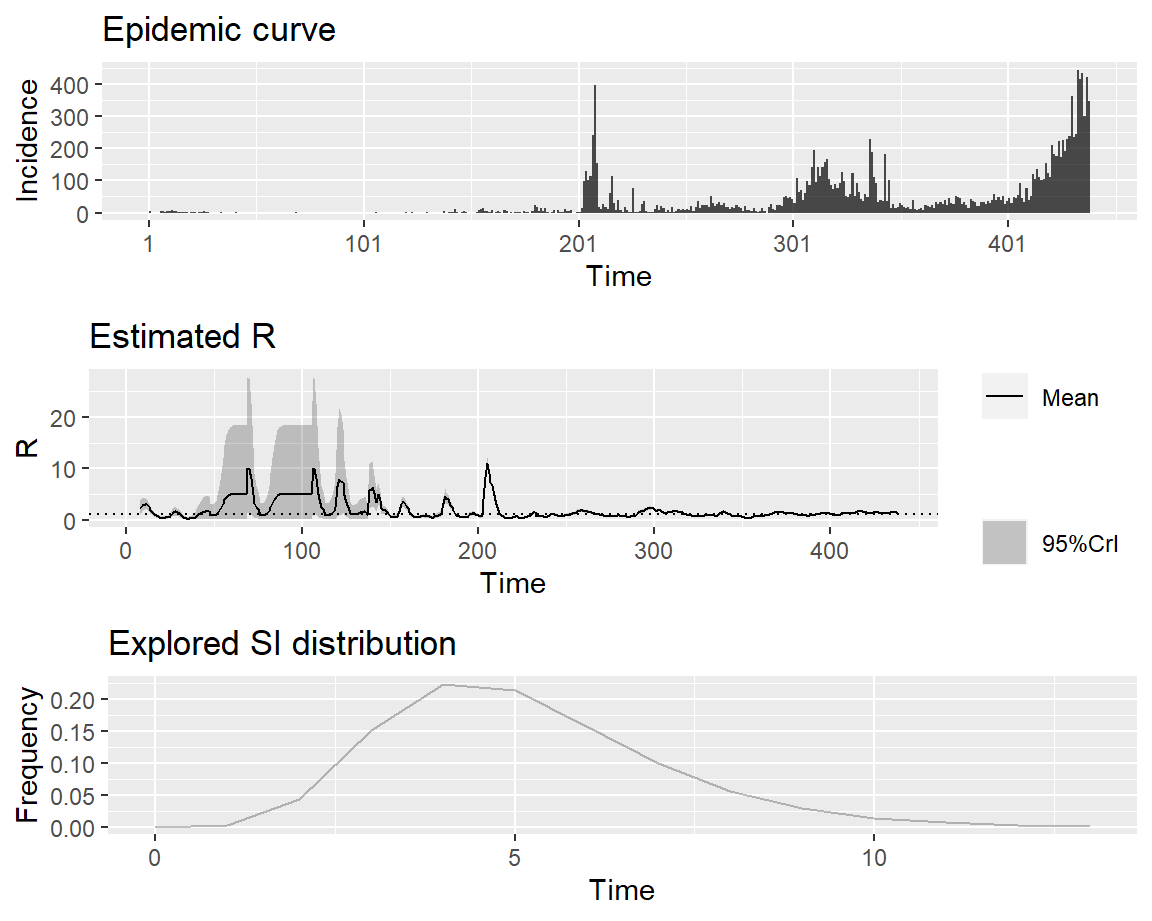 Epidemic curve
Incidence
400
300
200
100
0
1 101 201 301 401
Time
Estimated R
R
20
10
0
0 100 200 300 400
Time
Mean
95%CrI
Explored SI distribution
Frequency
0.20
0.15
0.10
0.05
0.00
0 5 10
Time